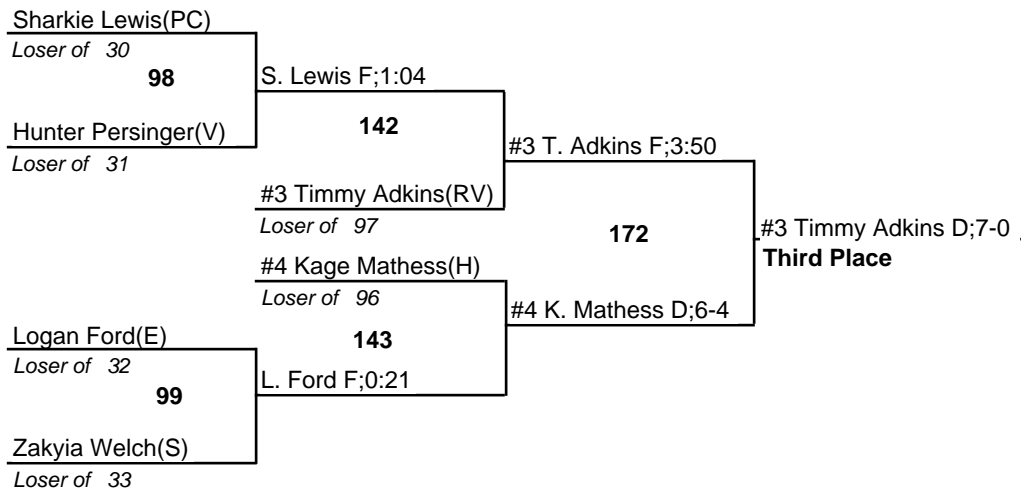 Sharkie Lewis(PC)
Loser of 30
98
S. Lewis F;1:04
Hunter Persinger(V)
Loser of 31
142
#3 T. Adkins F;3:50
#3 Timmy Adkins(RV)
Loser of 97
172
#3 Timmy Adkins D;7-0
Third Place
#4 Kage Mathess(H)
Loser of 96
#4 K. Mathess D;6-4
143
Logan Ford(E)
Loser of 32
99
L. Ford F;0:21
Zakyia Welch(S)
Loser of 33